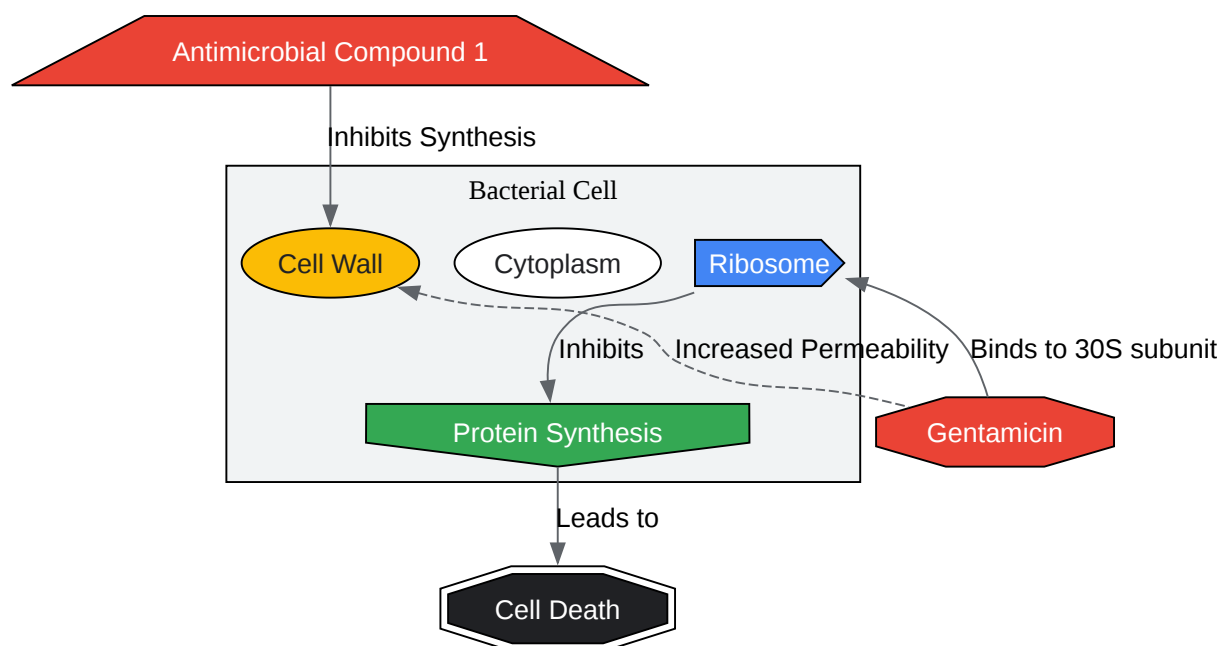 Antimicrobial Compound 1
Inhibits Synthesis
Bacterial Cell
Cell Wall
Cytoplasm
Ribosome
Inhibits
Increased Permeability
Binds to 30S subunit
Protein Synthesis
Gentamicin
Leads to
Cell Death